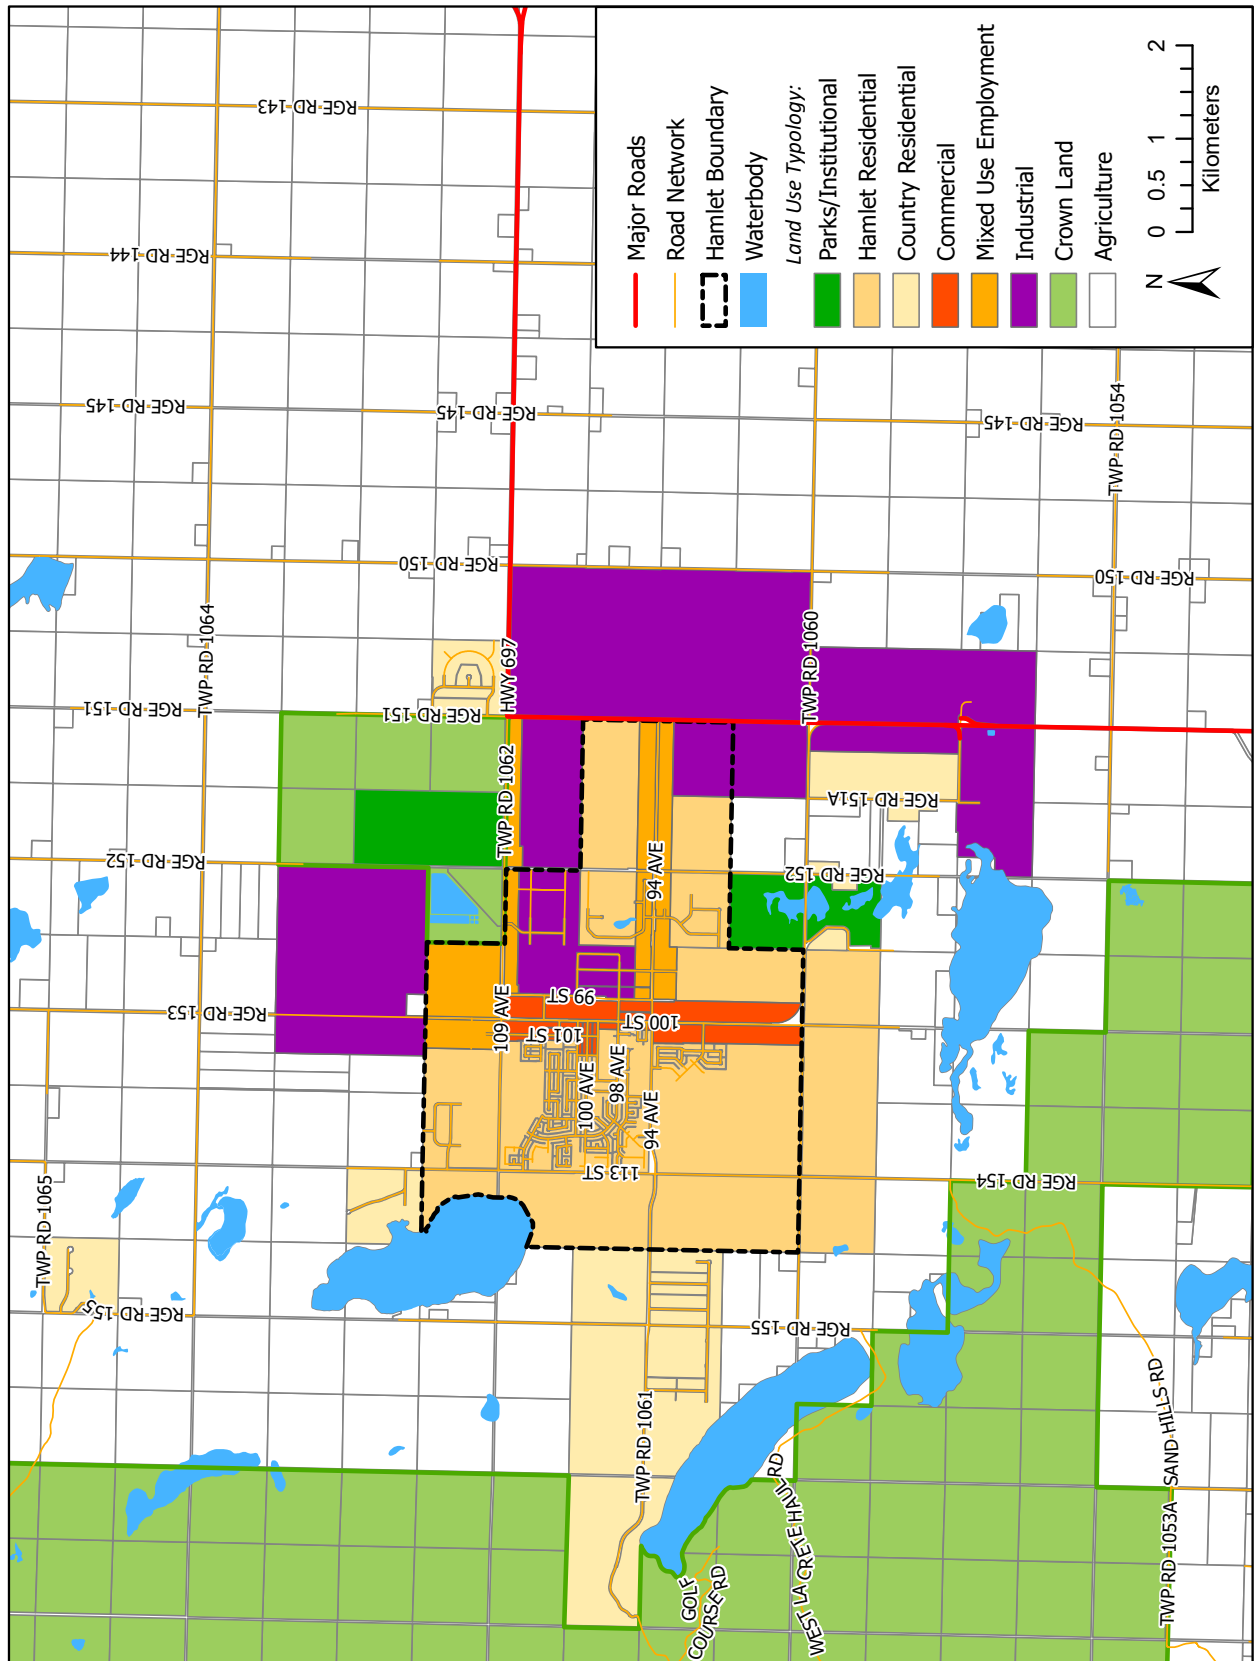 TWP RD 1065
RGE RD 155
RGE RD 153
RGE RD 152
RGE RD 151
RGE RD 145
RGE RD 144
RGE RD 143
TWP RD 1064
RGE RD 151
RGE RD 150
RGE RD 145
109 AVE
TWP RD 1062
HWY 697
113 ST
101 ST
99 ST
100 ST
100 AVE
98 AVE
94 AVE
94 AVE
TWP RD 1061
GOLF
COURSE RD
WEST LA CRETE HAUL RD
RGE RD 155
RGE RD 152
RGE RD 151A
TWP RD 1060
RGE RD 154
RGE RD 150
RGE RD 145
TWP RD 1054
TWP RD 1053A
SAND HILLS RD
Major Roads
Road Network
Hamlet Boundary
Waterbody
Land Use Typology:
Parks/Institutional
Hamlet Residential
Country Residential
Commercial
Mixed Use Employment
Industrial
Crown Land
Agriculture
N
0 0.5 1 2
Kilometers